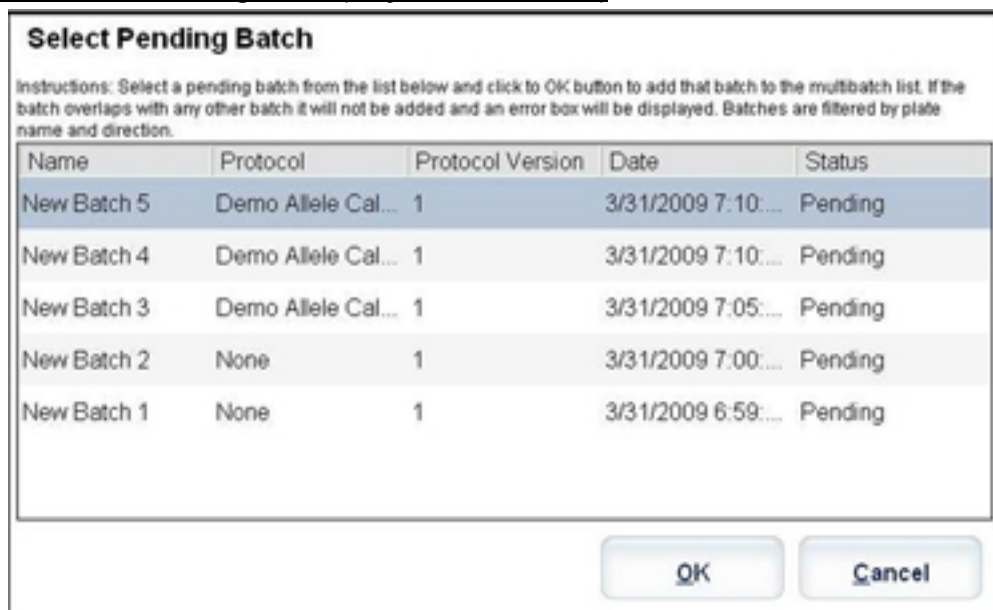 Select Pending Batch
Instructions: Select a pending batch from the list below and click to OK button to add that batch to the multibatch list. If the
batch overlaps with any other batch it will not be added and an error box will be displayed. Batches are filtered by plate
name and direction.
Name Protocol Protocol Version Date Status
New Batch 5 Demo Allele Cal... 1 3/31/2009 7:10:... Pending
New Batch 4 Demo Allele Cal... 1 3/31/2009 7:10:... Pending
New Batch 3 Demo Allele Cal... 1 3/31/2009 7:05:... Pending
New Batch 2 None 1 3/31/2009 7:00:... Pending
New Batch 1 None 1 3/31/2009 6:59:... Pending
OK Cancel